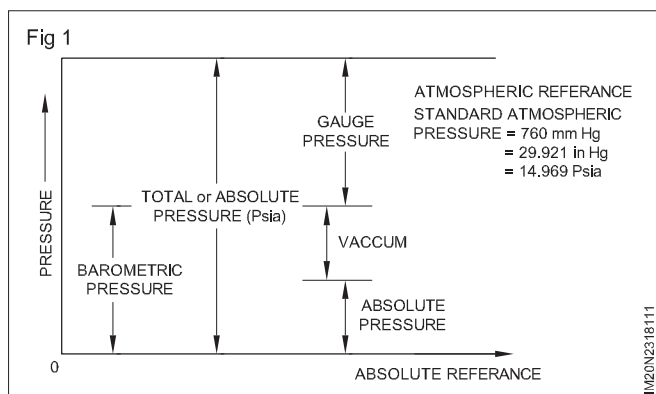 Fig 1
PRESSURE
BAROMETRIC
PRESSURE
TOTAL or ABSOLUTE
PRESSURE (Psia)
GAUGE
PRESSURE
VACCUM
ABSOLUTE
PRESSURE
ATMOSPHERIC REFERANCE
STANDARD ATMOSPHERIC
PRESSURE = 760 mm Hg
= 29.921 in Hg
= 14.969 Psia
0
ABSOLUTE REFERANCE
IM20N2318111